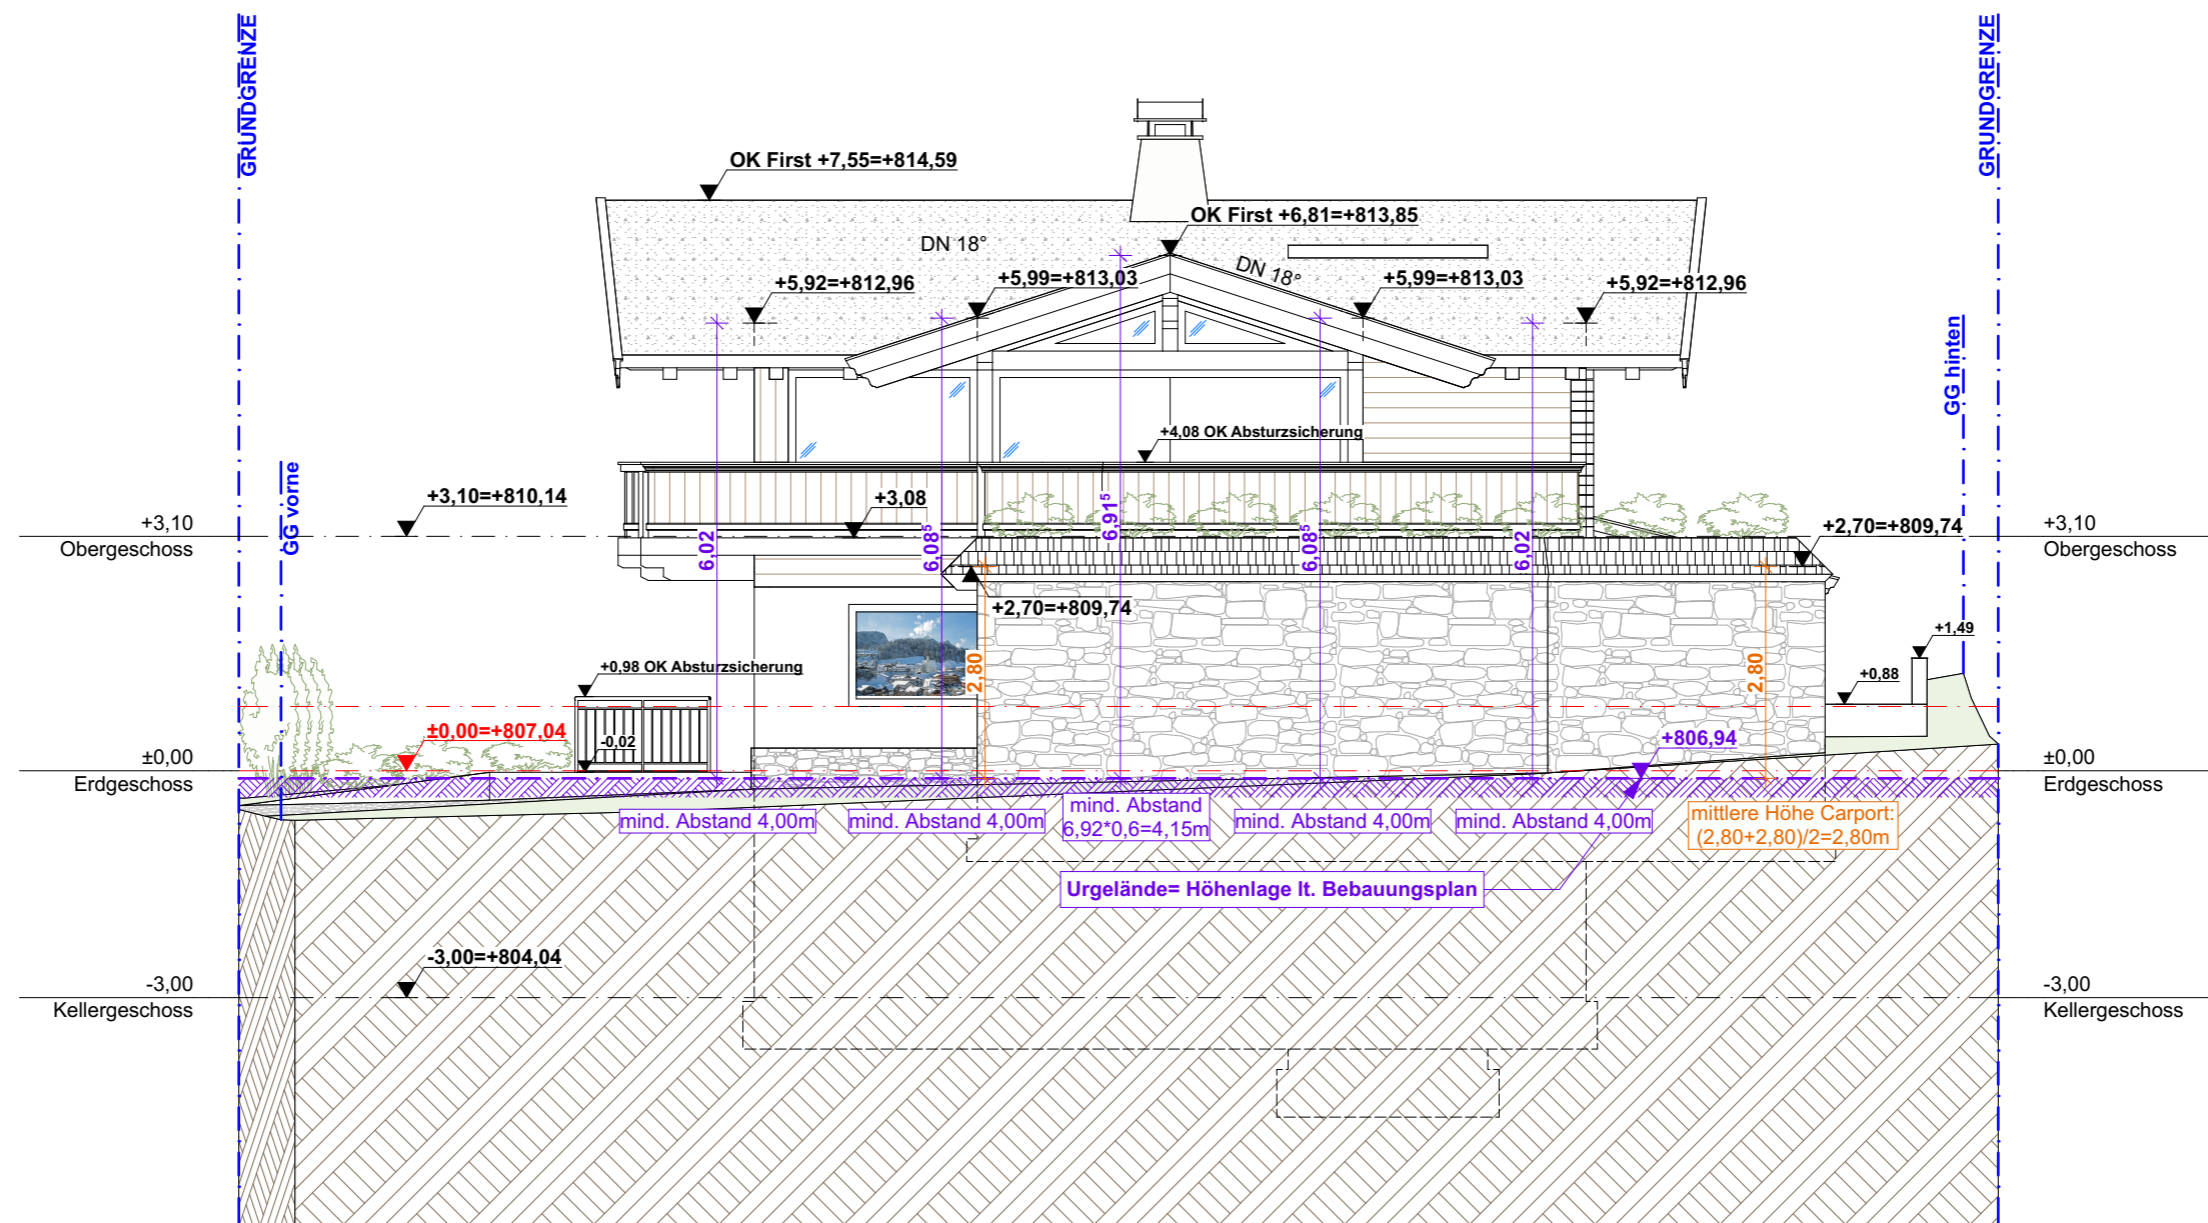 GRUNDGRENZE
GRUNDGRENZE
OK First +7,55=+814,59
OK First +6,81=+813,85
DN 18°
DN 18°
+5,92=+812,96
+5,99=+813,03
+5,99=+813,03
+5,92=+812,96
GG hinten
+4,08 OK Absturzsicherung
GG vorne
+3,10=+810,14
+3,08
+3,10
Obergeschoss
6,02
6,08⁵
6,91⁵
6,08⁵
6,02
+2,70=+809,74
+3,10
Obergeschoss
+2,70=+809,74
+1,49
+0,98 OK Absturzsicherung
2,80
2,80
+0,88
±0,00=+807,04
-0,02
+806,94
±0,00
Erdgeschoss
±0,00
Erdgeschoss
mind. Abstand 4,00m
mind. Abstand 4,00m
mind. Abstand
6,92*0,6=4,15m
mind. Abstand 4,00m
mind. Abstand 4,00m
mittlere Höhe Carport:
(2,80+2,80)/2=2,80m
Urgelände= Höhenlage lt. Bebauungsplan
-3,00=+804,04
-3,00
Kellergeschoss
-3,00
Kellergeschoss